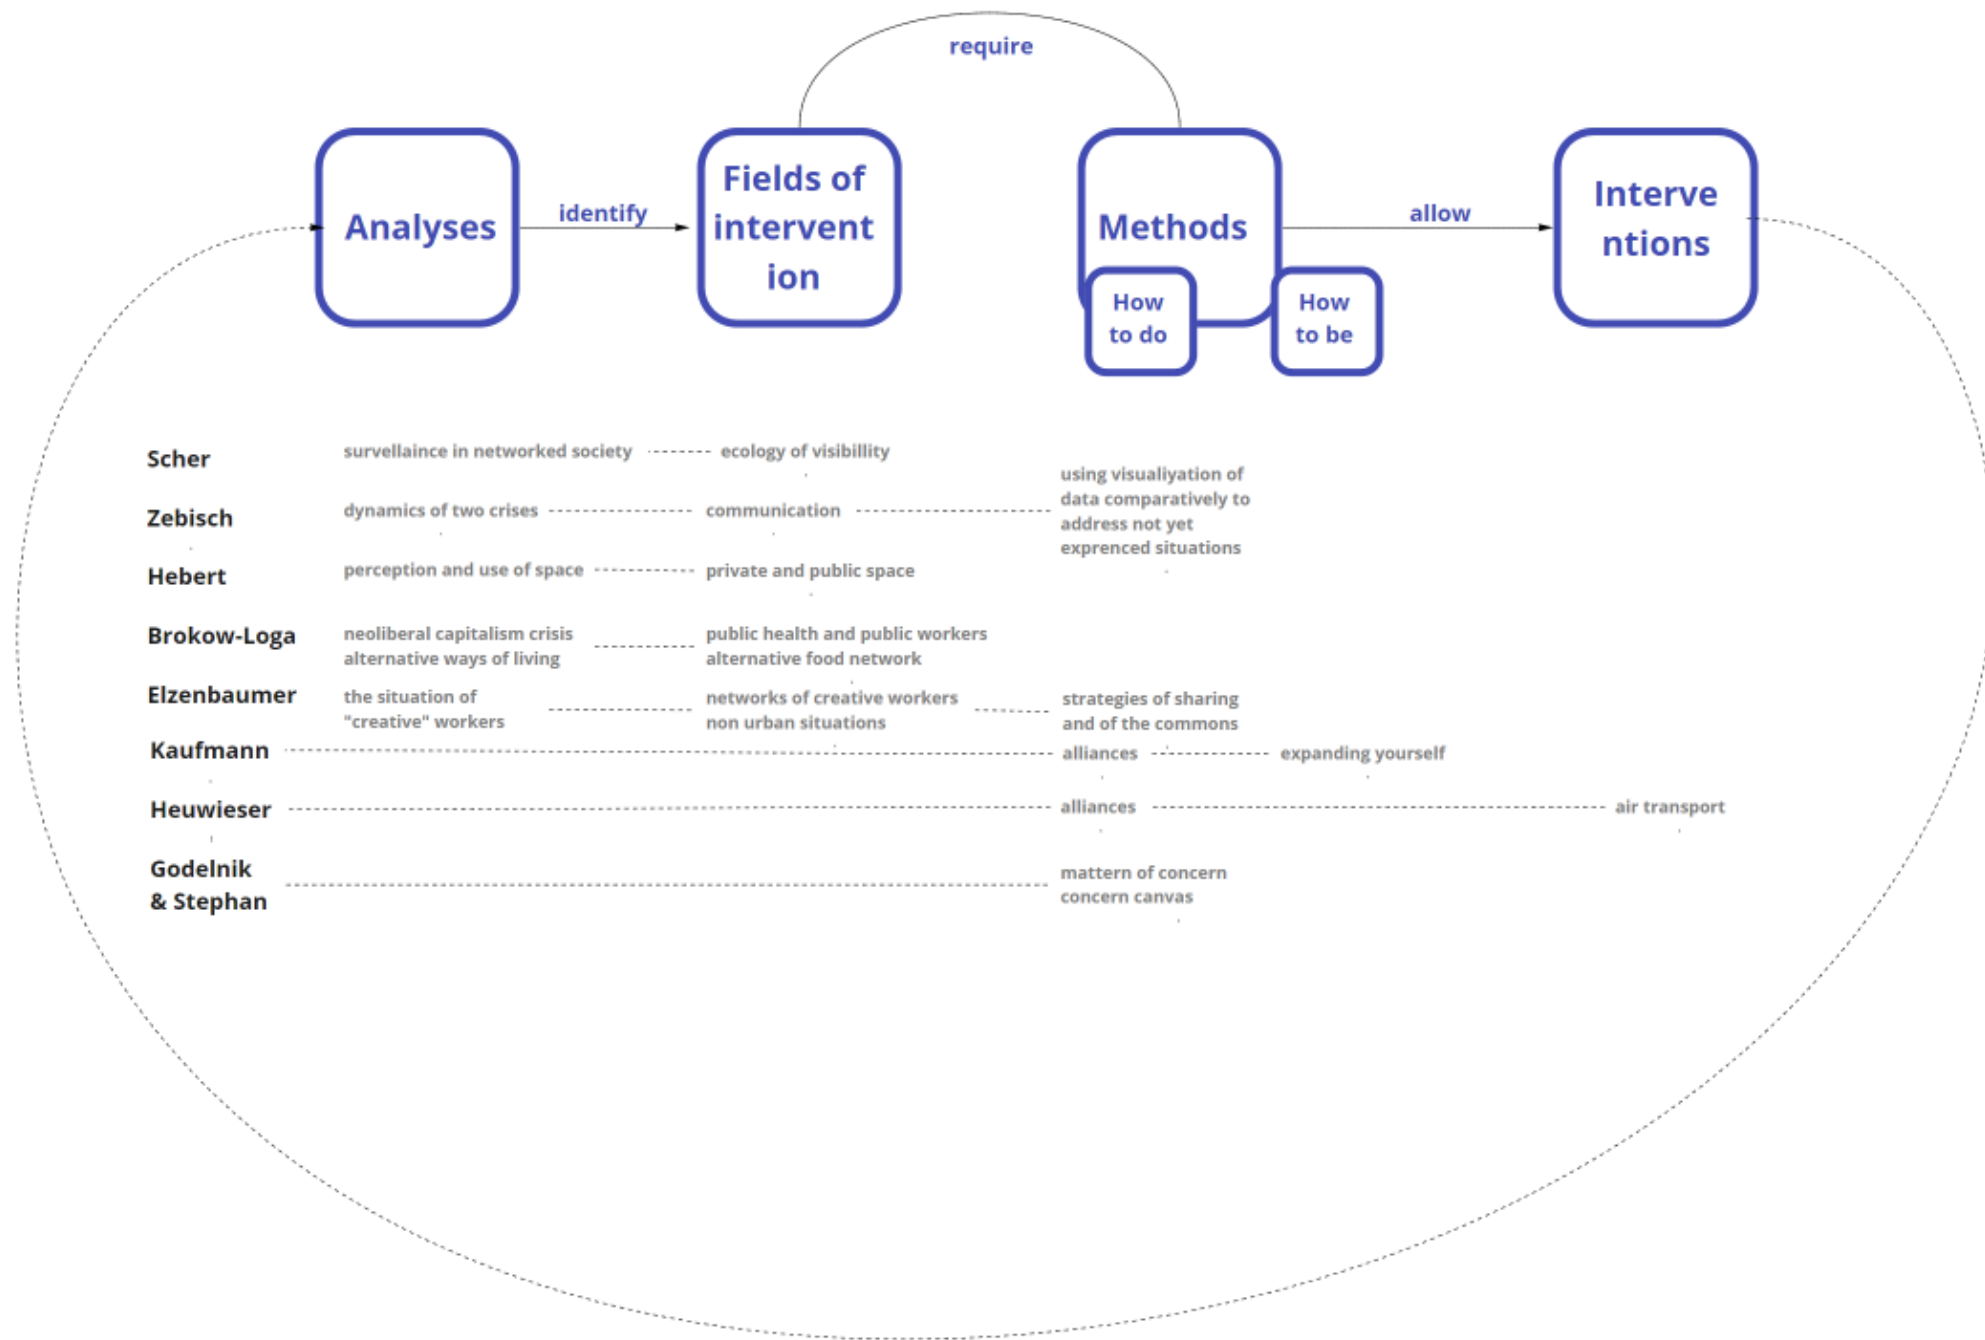 require
Analyses
identify
Fields of
intervent
ion
Methods
How
to do
How
to be
allow
Interve
ntions
Scher
survellaince in networked society
ecology of visibillity
using visualiyation of
data comparatively to
address not yet
exprenced situations
Zebisch
dynamics of two crises
communication
Hebert
perception and use of space
private and public space
Brokow-Loga
neoliberal capitalism crisis
alternative ways of living
public health and public workers
alternative food network
Elzenbaumer
the situation of
"creative" workers
networks of creative workers
non urban situations
strategies of sharing
and of the commons
Kaufmann
alliances
expanding yourself
Heuwieser
alliances
air transport
Godelnik
& Stephan
mattern of concern
concern canvas